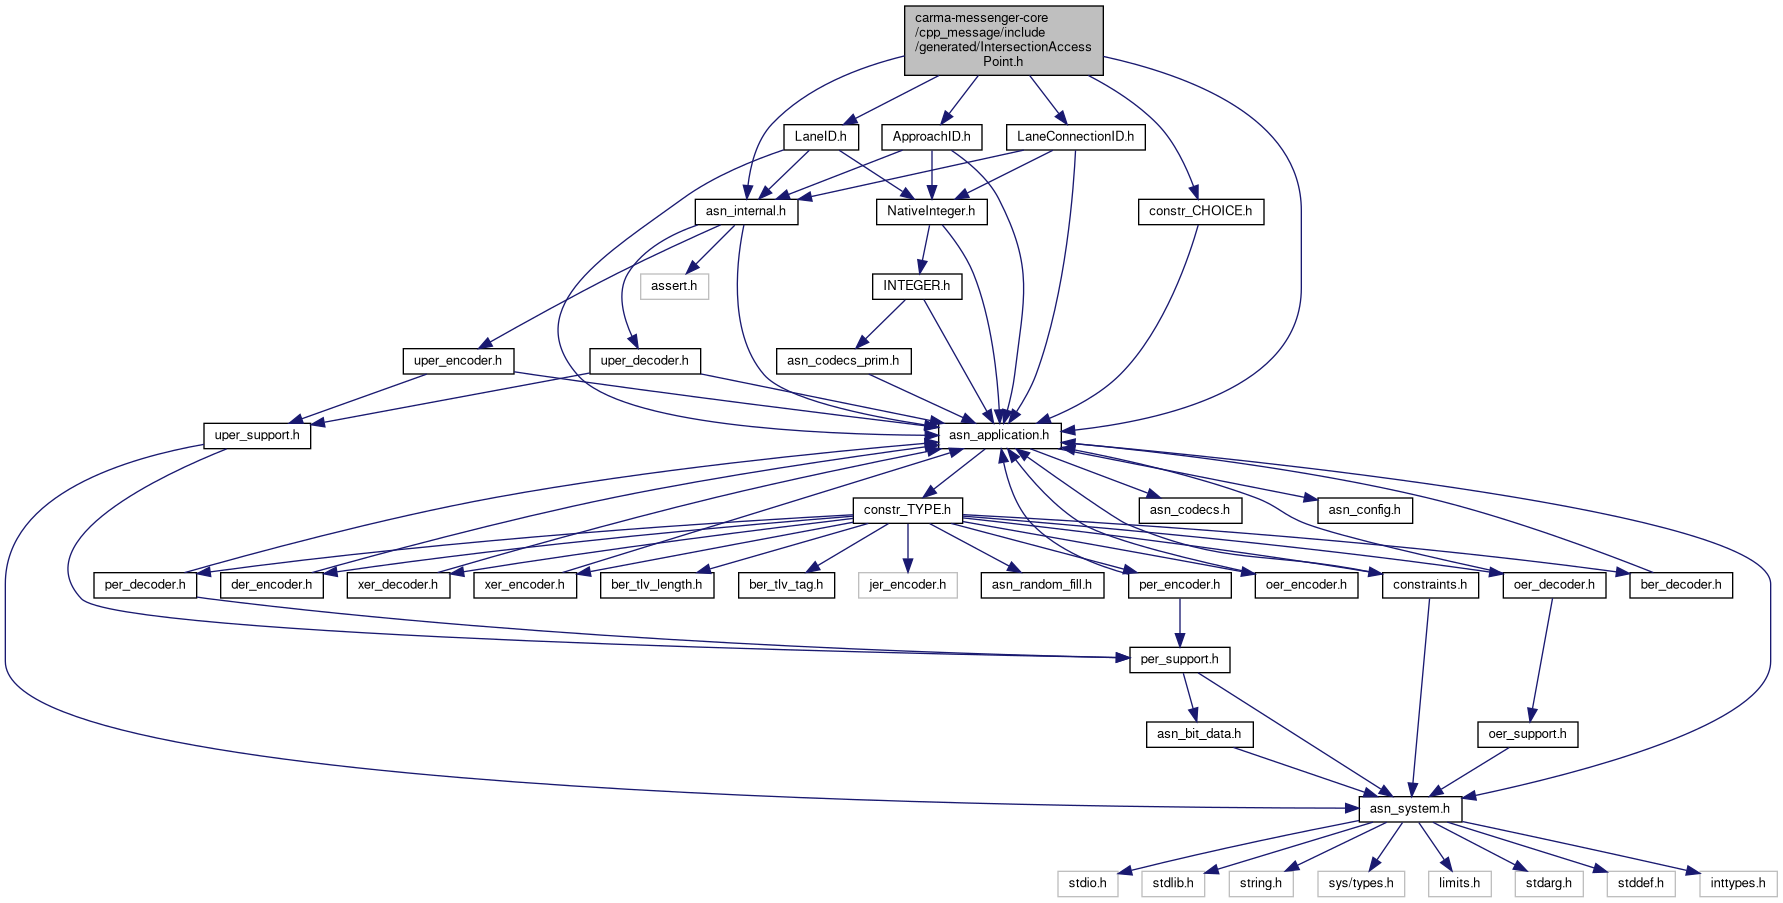 carma-messenger-core
/cpp_message/include
/generated/IntersectionAccess
Point.h
LaneID.h
ApproachID.h
LaneConnectionID.h
asn_internal.h
NativeInteger.h
constr_CHOICE.h
assert.h
INTEGER.h
uper_encoder.h
uper_decoder.h
asn_codecs_prim.h
uper_support.h
asn_application.h
constr_TYPE.h
asn_codecs.h
asn_config.h
per_decoder.h
der_encoder.h
xer_decoder.h
xer_encoder.h
ber_tlv_length.h
ber_tlv_tag.h
jer_encoder.h
asn_random_fill.h
per_encoder.h
oer_encoder.h
constraints.h
oer_decoder.h
ber_decoder.h
per_support.h
asn_bit_data.h
oer_support.h
asn_system.h
stdio.h
stdlib.h
string.h
sys/types.h
limits.h
stdarg.h
stddef.h
inttypes.h